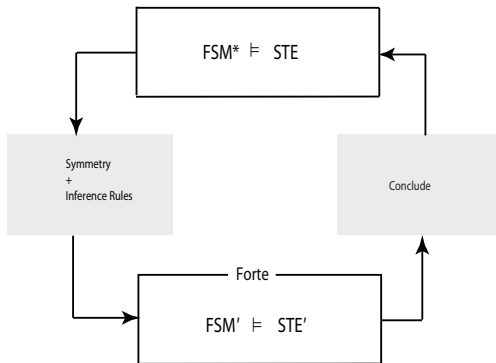 FSM* ⊨ STE
Symmetry
+
Inference Rules
Conclude
Forte
FSM′ ⊨ STE′